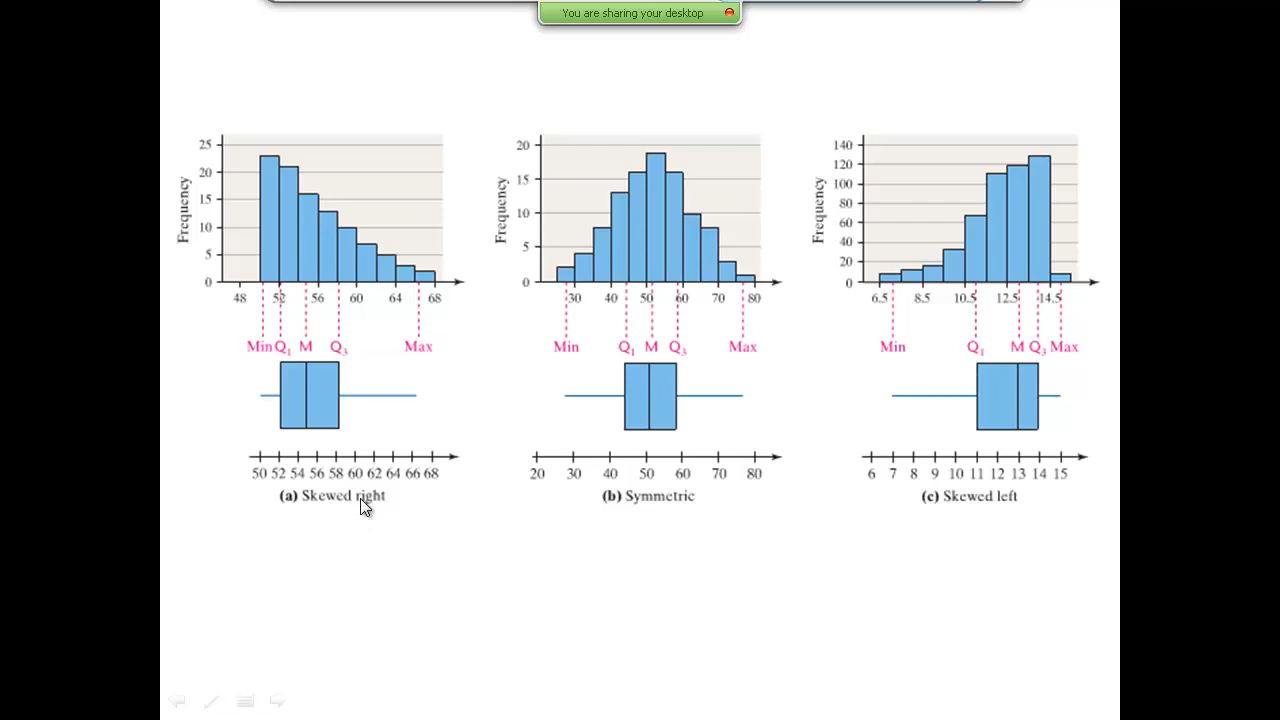 You are sharing your desktop
25
20
15
10
5
0
Frequency
48 52 56 60 64 68
Min Q1 M Q3 Max
50 52 54 56 58 60 62 64 66 68
(a) Skewed right
20
15
10
5
0
Frequency
30 40 50 60 70 80
Min Q1 M Q3 Max
20 30 40 50 60 70 80
(b) Symmetric
140
120
100
80
60
40
20
0
Frequency
6.5 8.5 10.5 12.5 14.5
Min Q1 M Q3 Max
6 7 8 9 10 11 12 13 14 15
(c) Skewed left